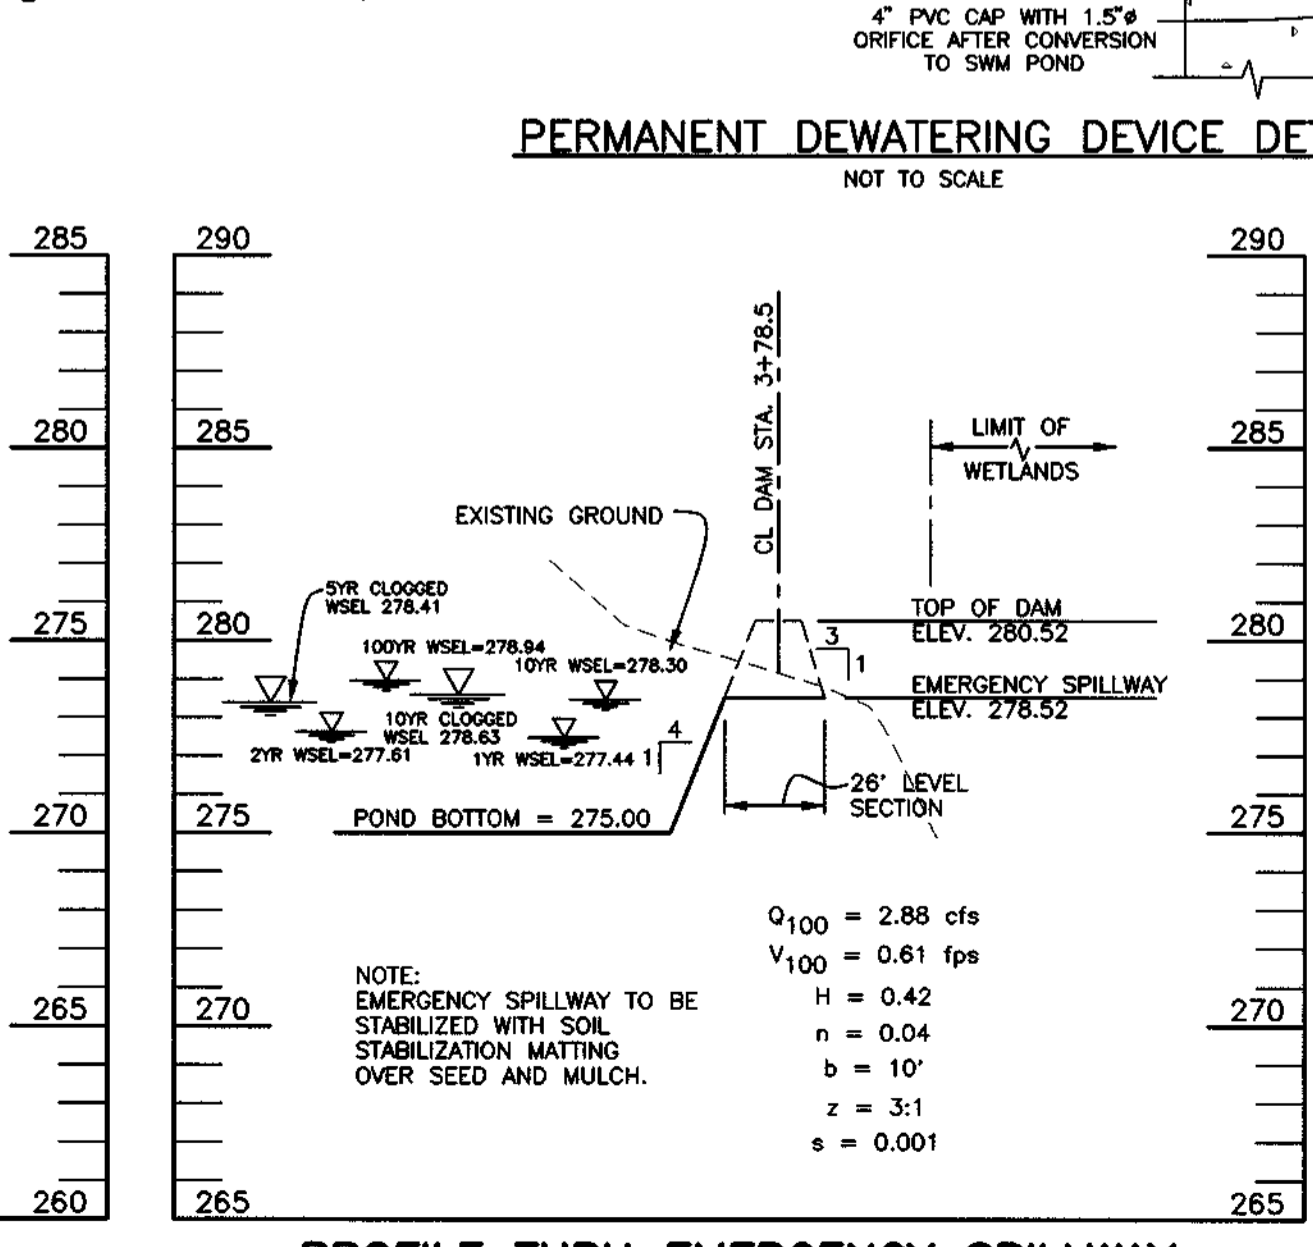 4" PVC CAP WITH 1.5"ø
ORIFICE AFTER CONVERSION
TO SWM POND
PERMANENT DEWATERING DEVICE DE
NOT TO SCALE
285
290
290
280
285
285
CL DAM STA. 3+78.5
LIMIT OF
WETLANDS
EXISTING GROUND
5YR CLOGGED
WSEL 278.41
275
280
280
100YR WSEL=278.94
10YR WSEL=278.30
TOP OF DAM
ELEV. 280.52
3
1
EMERGENCY SPILLWAY
ELEV. 278.52
10YR CLOGGED
WSEL 278.63
2YR WSEL=277.61
1YR WSEL=277.44
4
1
26' LEVEL
SECTION
270
275
275
POND BOTTOM = 275.00
Q100 = 2.88 cfs
V100 = 0.61 fps
H = 0.42
n = 0.04
b = 10'
z = 3:1
s = 0.001
NOTE:
EMERGENCY SPILLWAY TO BE
STABILIZED WITH SOIL
STABILIZATION MATTING
OVER SEED AND MULCH.
265
270
270
260
265
265
PROFILE THRU EMERGENCY SPILLWAY